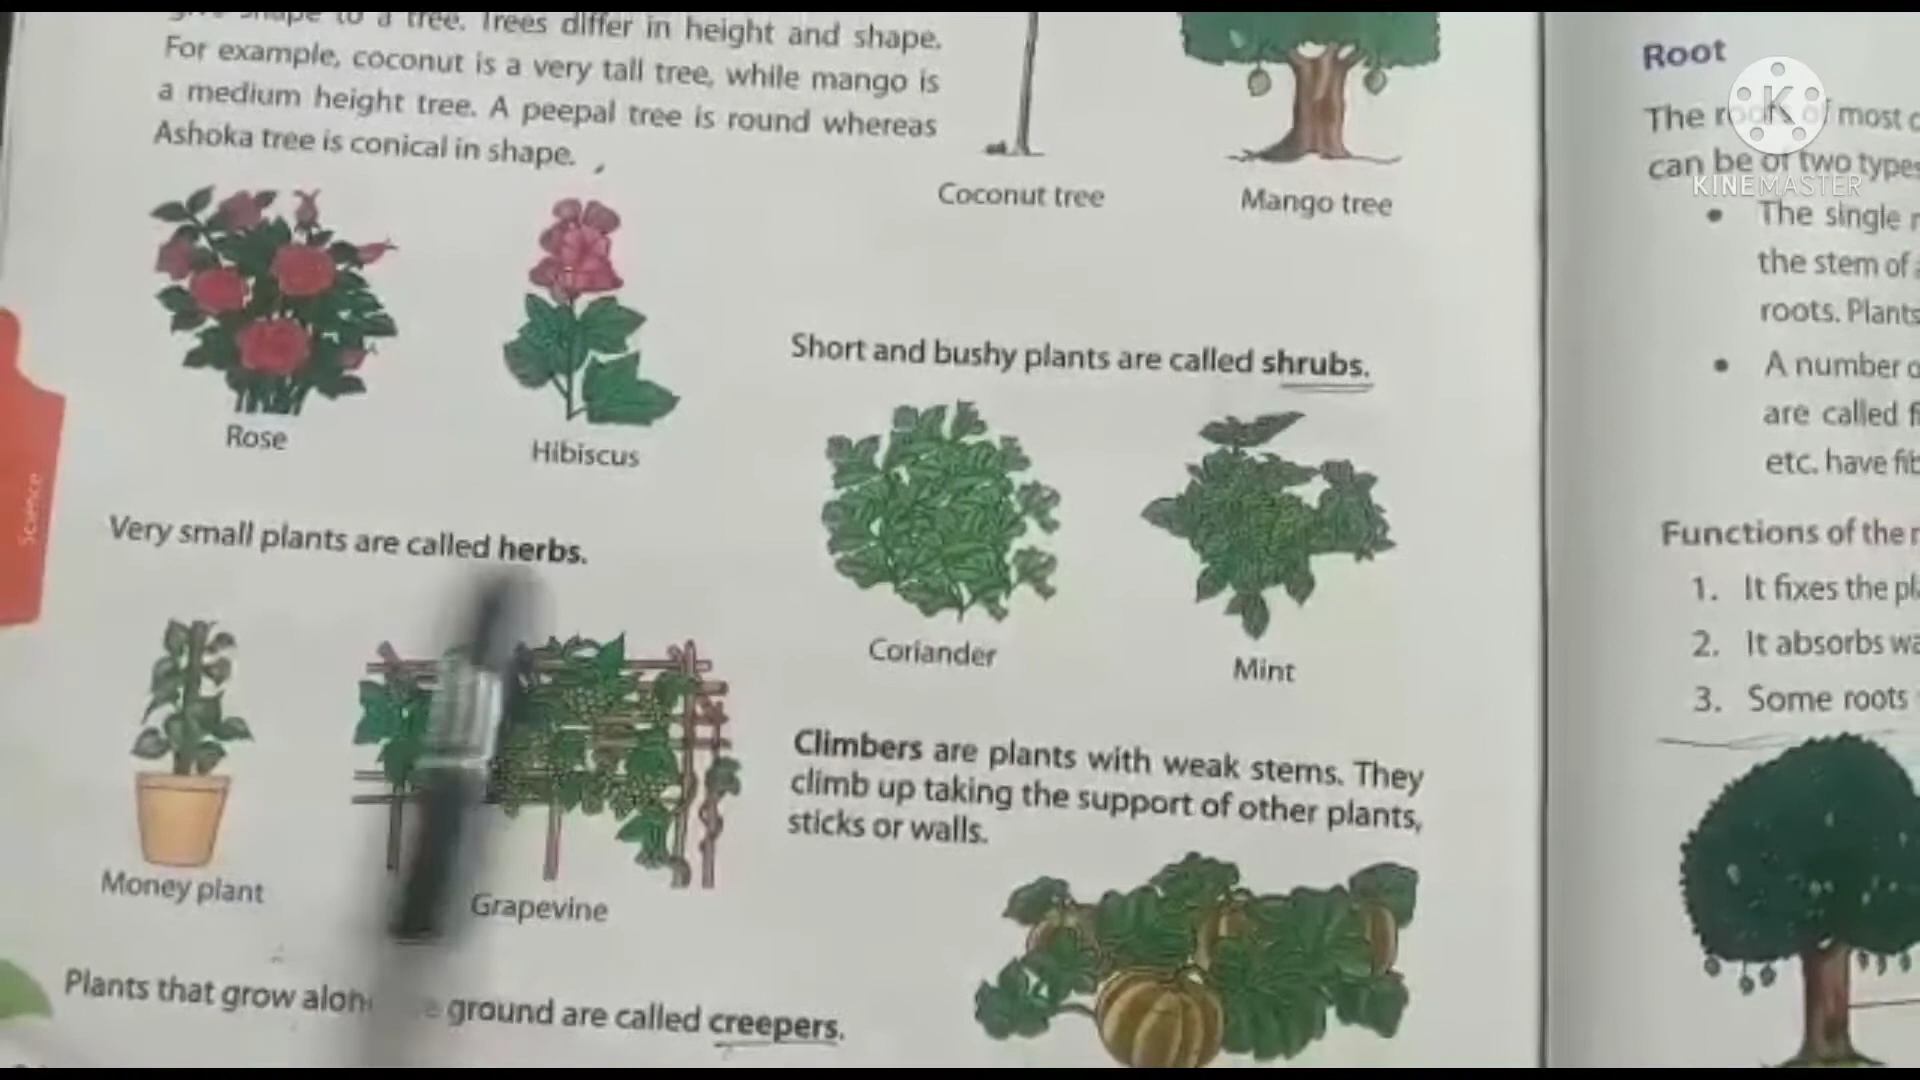 shape to a tree. Trees differ in height and shape.
For example, coconut is a very tall tree, while mango is
a medium height tree. A peepal tree is round whereas
Ashoka tree is conical in shape.
Coconut tree
Mango tree
Rose
Hibiscus
Short and bushy plants are called shrubs.
Very small plants are called herbs.
Coriander
Mint
Money plant
Grapevine
Climbers are plants with weak stems. They
climb up taking the support of other plants,
sticks or walls.
Plants that grow ground are called creepers.
Science
Root
The of most
can be of two types
• The single
the stem of
roots. Plants
• A number
are called
etc. have
Functions of the
1. It fixes the
2. It absorbs
3. Some roots
K
KINEMASTER